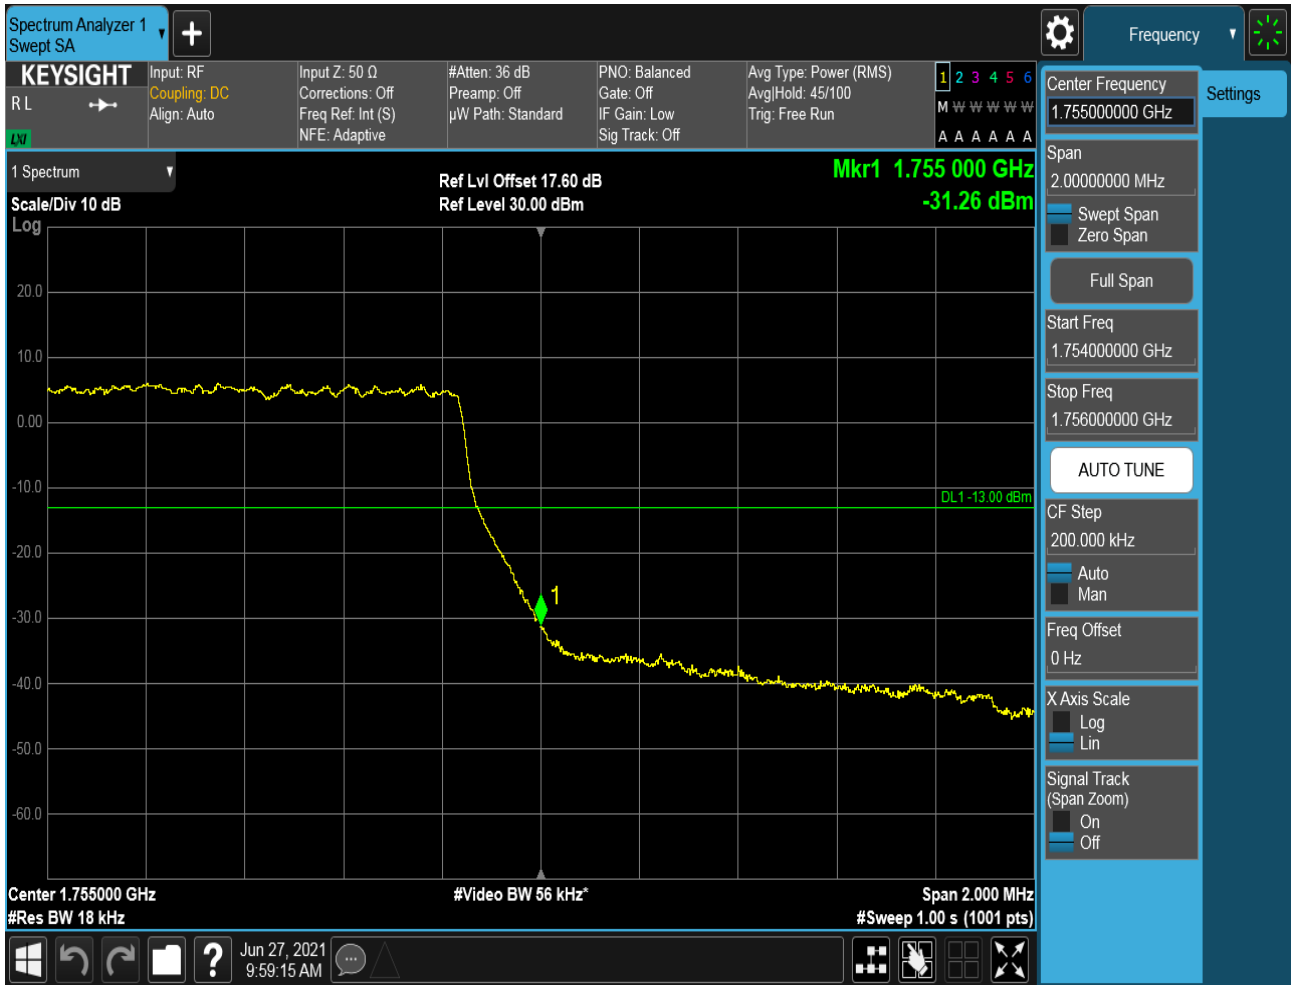 Spectrum Analyzer 1
Swept SA
Frequency
KEYSIGHT
R L
LXI
Input: RF
Coupling: DC
Align: Auto
Input Z: 50 Ω
Corrections: Off
Freq Ref: Int (S)
NFE: Adaptive
#Atten: 36 dB
Preamp: Off
µW Path: Standard
PNO: Balanced
Gate: Off
IF Gain: Low
Sig Track: Off
Avg Type: Power (RMS)
Avg|Hold: 45/100
Trig: Free Run
1 2 3 4 5 6
M W W W W W
A A A A A A
1 Spectrum
Scale/Div 10 dB
Log
Ref Lvl Offset 17.60 dB
Ref Level 30.00 dBm
Mkr1 1.755 000 GHz
-31.26 dBm
20.0
10.0
0.00
-10.0
-20.0
-30.0
-40.0
-50.0
-60.0
DL1 -13.00 dBm
1
Center 1.755000 GHz
#Res BW 18 kHz
#Video BW 56 kHz*
Span 2.000 MHz
#Sweep 1.00 s (1001 pts)
Center Frequency
1.755000000 GHz
Settings
Span
2.00000000 MHz
Swept Span
Zero Span
Full Span
Start Freq
1.754000000 GHz
Stop Freq
1.756000000 GHz
AUTO TUNE
CF Step
200.000 kHz
Auto
Man
Freq Offset
0 Hz
X Axis Scale
Log
Lin
Signal Track
(Span Zoom)
On
Off
?
Jun 27, 2021
9:59:15 AM